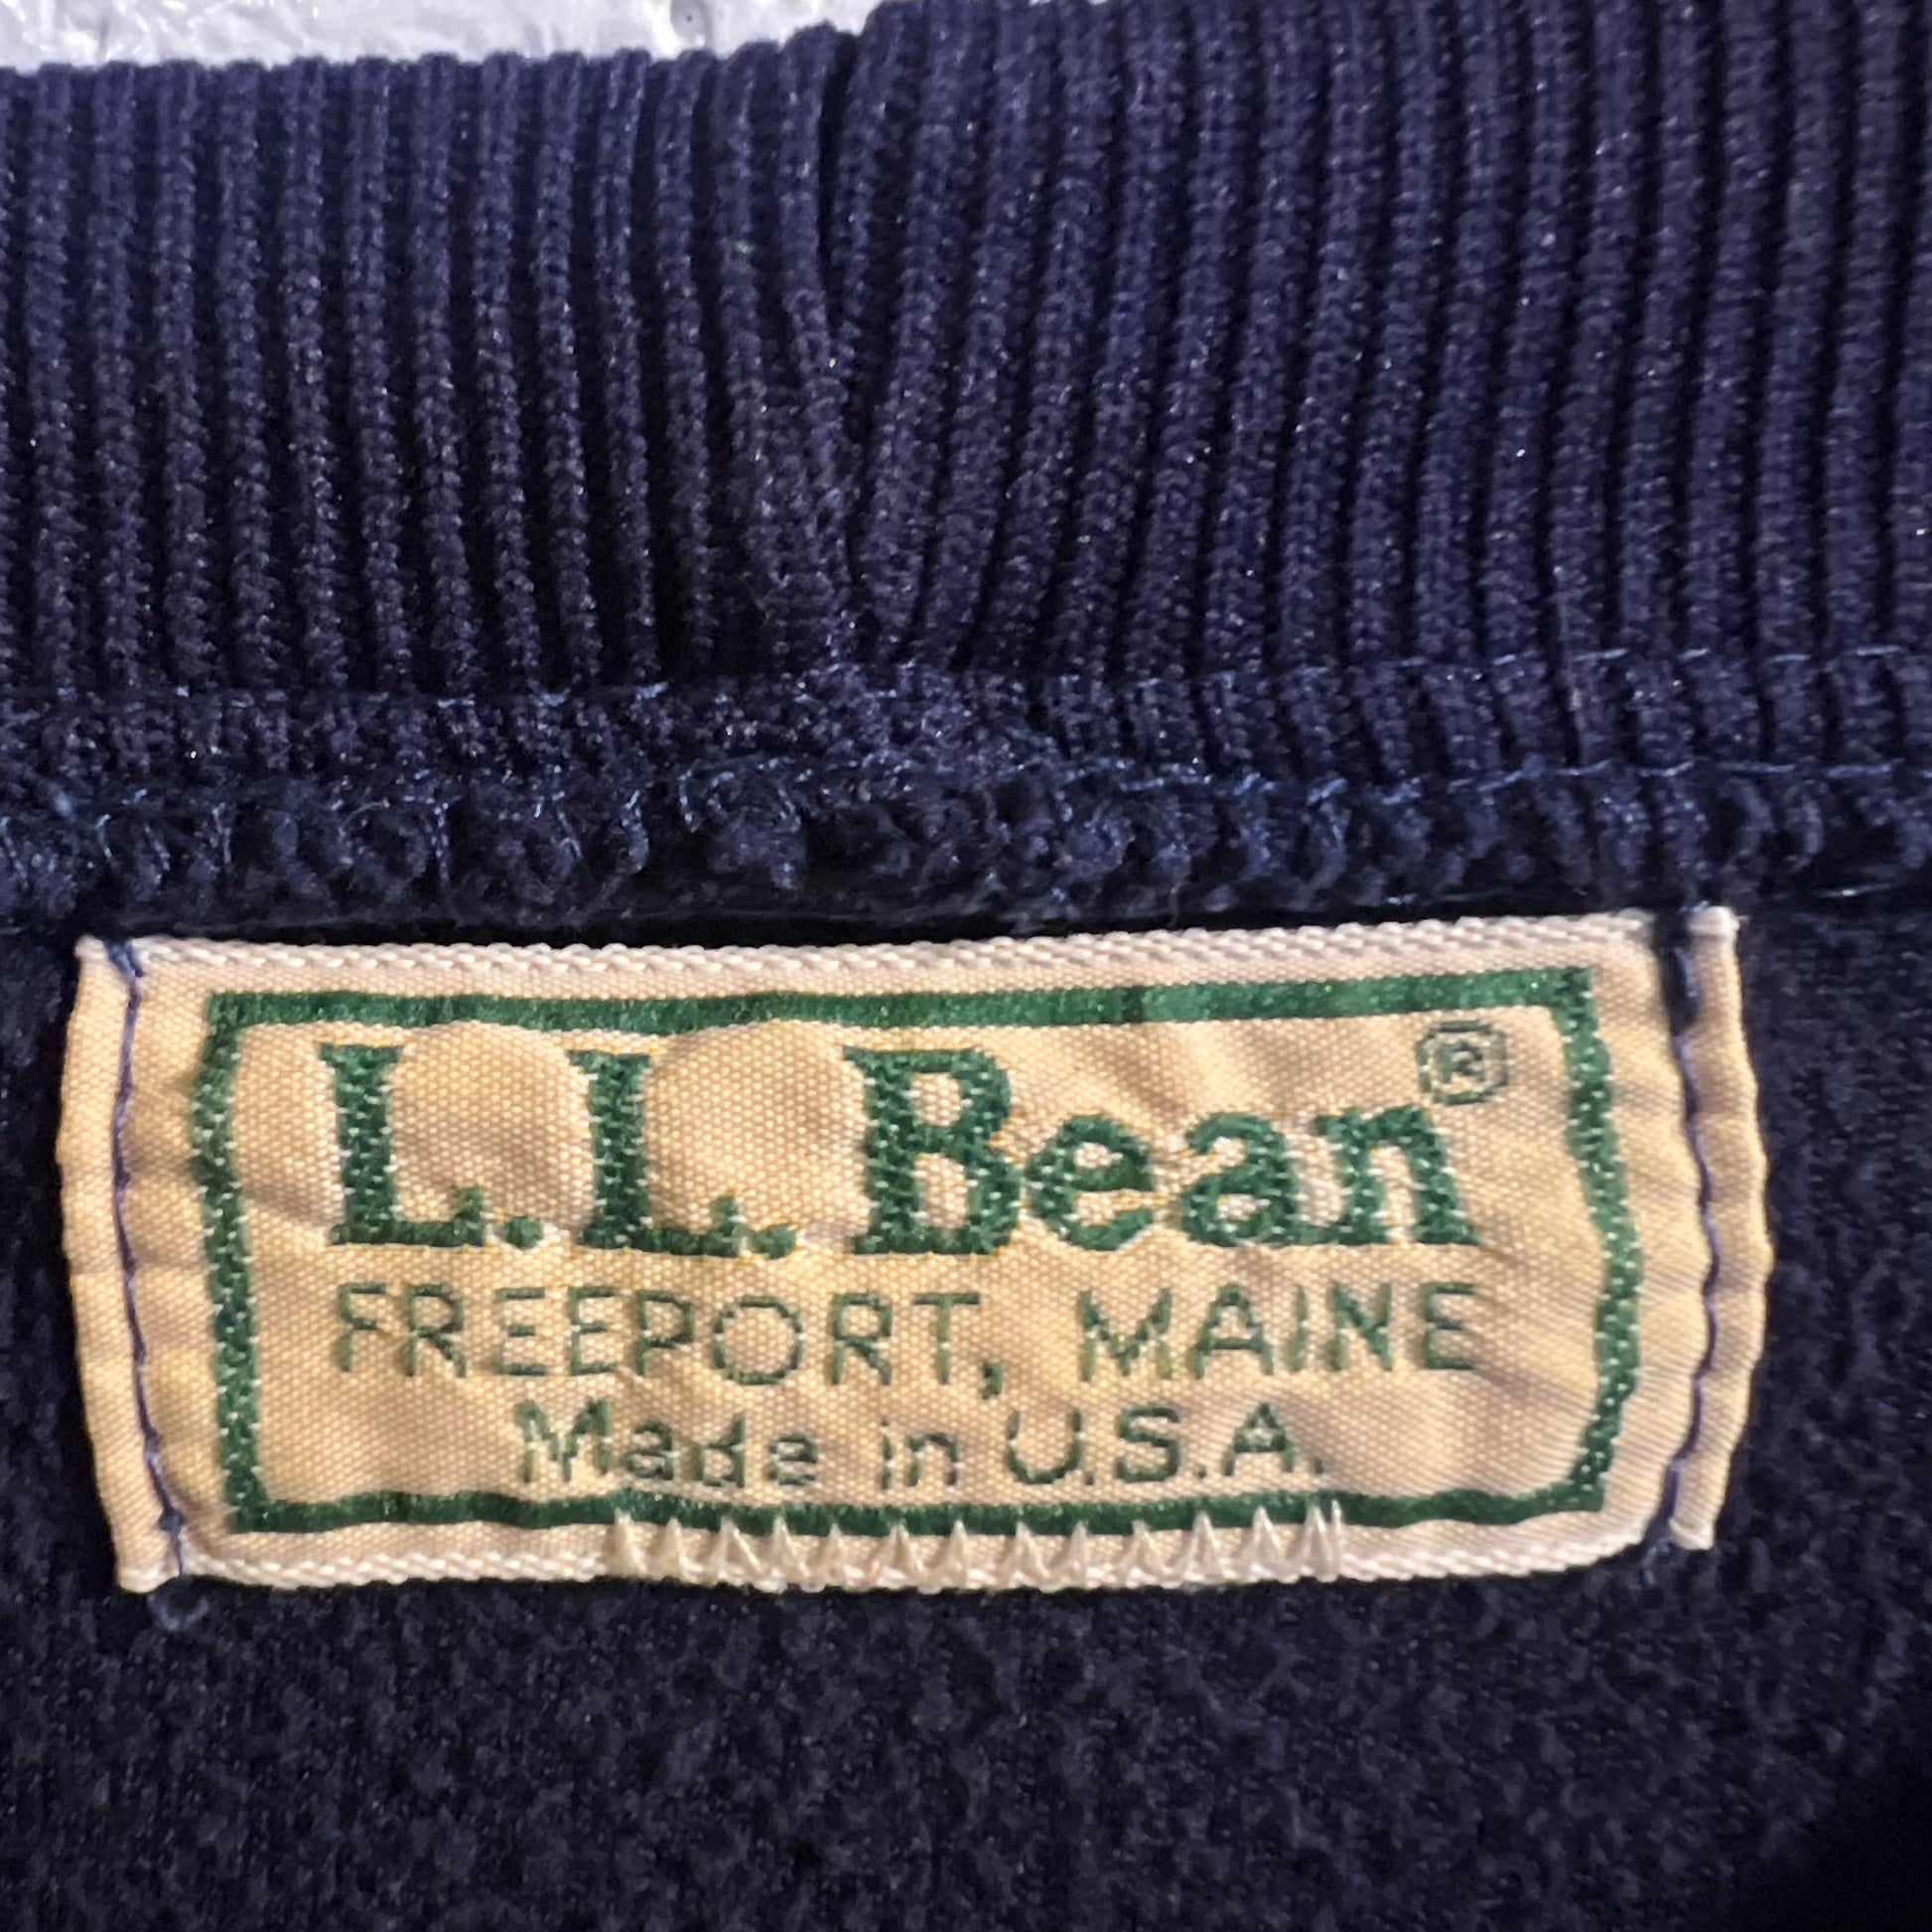 L.L. Bean®
FREEPORT, MAINE
Made in U.S.A.